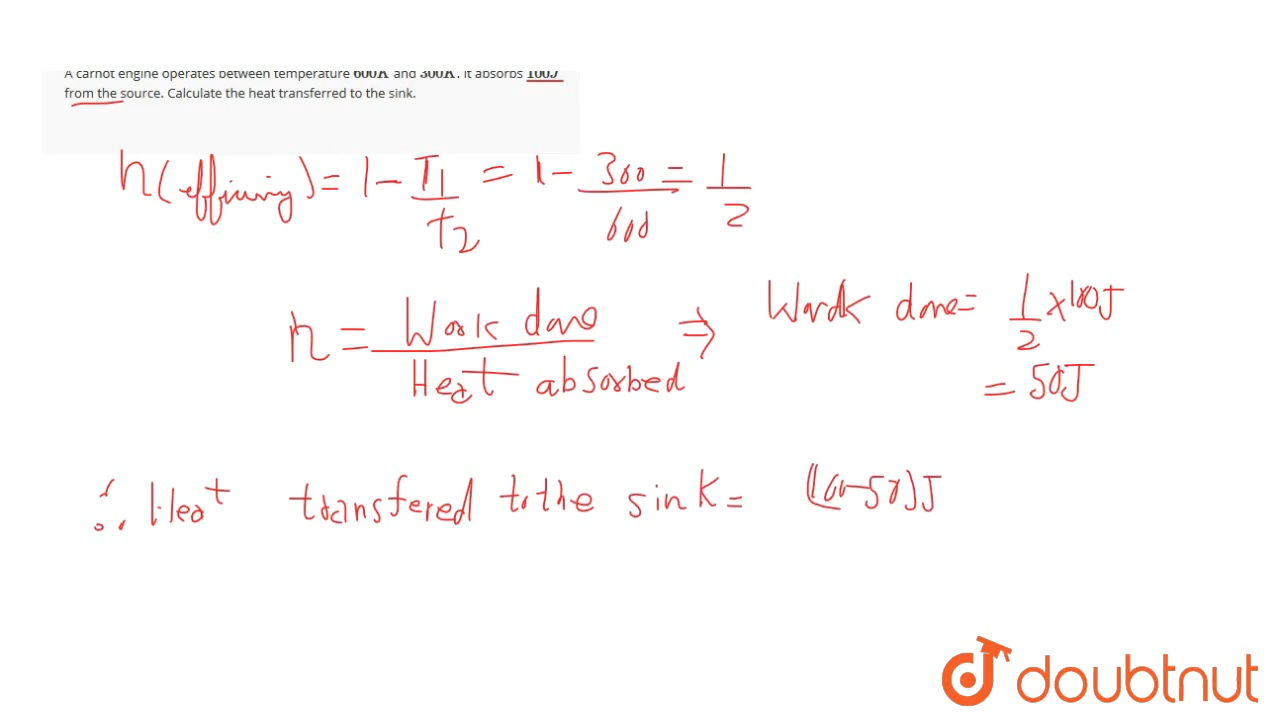 A carnot engine operates between temperature 600K and 300K. It absorbs 100J
from the source. Calculate the heat transferred to the sink.
η (efficiency) = 1 - T1/T2 = 1 - 300/600 = 1/2
η = Work done / Heat absorbed ⇒ Work done = 1/2 × 100J
= 50J
∴ Heat transfered to the sink = (100-50)J
doubtnut